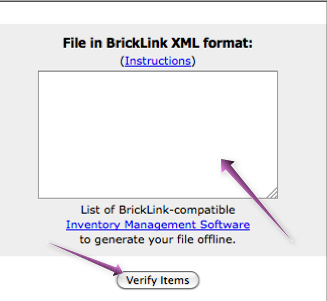 File in BrickLink XML format:
(Instructions)
List of BrickLink-compatible
Inventory Management Software
to generate your file offline.
Verify Items